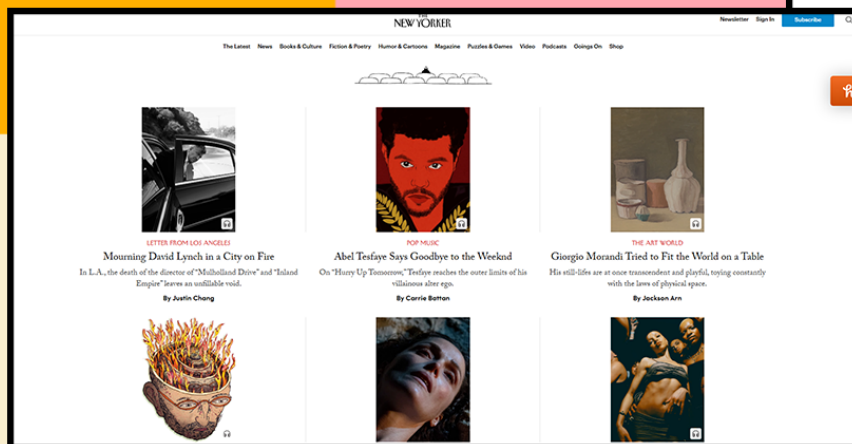 THE
NEW YORKER
Newsletter Sign In Subscribe
The Latest News Books & Culture Fiction & Poetry Humor & Cartoons Magazine Puzzles & Games Video Podcasts Goings On Shop
LETTER FROM LOS ANGELES
Mourning David Lynch in a City on Fire
In L.A., the death of the director of “Mulholland Drive” and “Inland
Empire” leaves an unfillable void.
By Justin Chang
POP MUSIC
Abel Tesfaye Says Goodbye to the Weeknd
On “Hurry Up Tomorrow,” Tesfaye reaches the outer limits of his
villainous alter ego.
By Carrie Battan
THE ART WORLD
Giorgio Morandi Tried to Fit the World on a Table
His still-lifes are at once transcendent and playful, toying constantly
with the laws of physical space.
By Jackson Arn